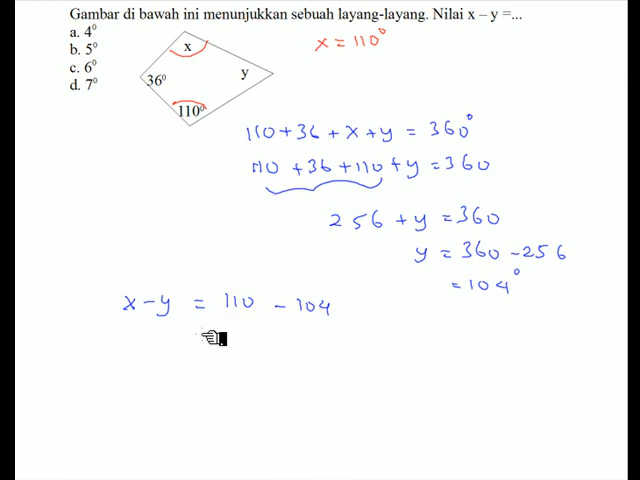 Gambar di bawah ini menunjukkan sebuah layang-layang. Nilai x – y =...
a. 4⁰
b. 5⁰
c. 6⁰
d. 7⁰
x
y
36⁰
110⁰
x = 110°
110 + 36 + x + y = 360°
110 + 36 + 110 + y = 360
256 + y = 360
y = 360 - 256
= 104°
x - y = 110 - 104